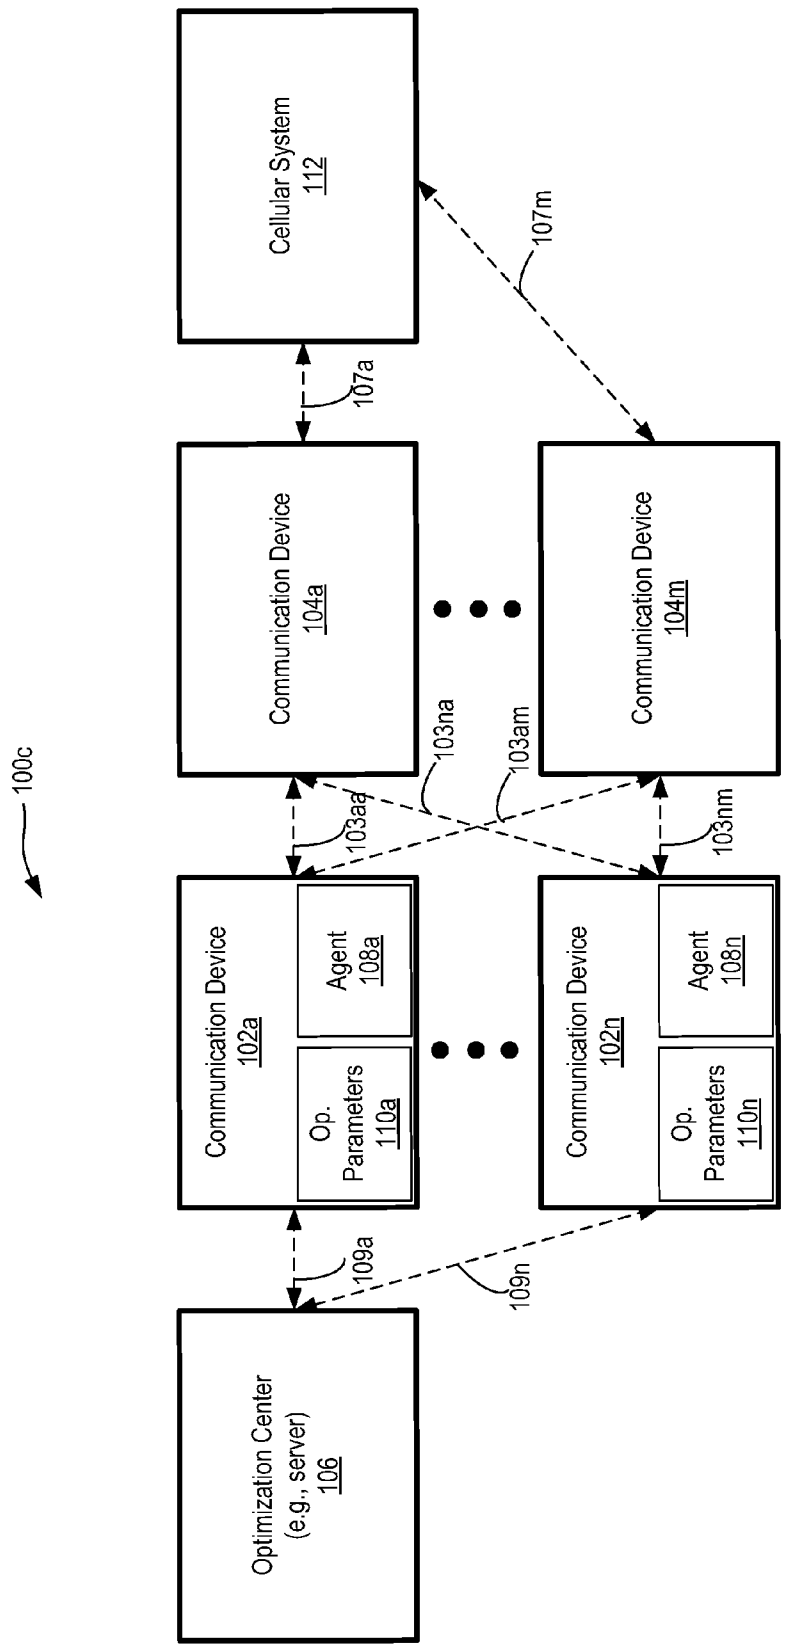 100c
Optimization Center
(e.g., server)
106
109a
109n
Communication Device
102a
Op.
Parameters
110a
Agent
108a
Communication Device
102n
Op.
Parameters
110n
Agent
108n
103aa
103na
103am
103nm
Communication Device
104a
Communication Device
104m
107a
107m
Cellular System
112